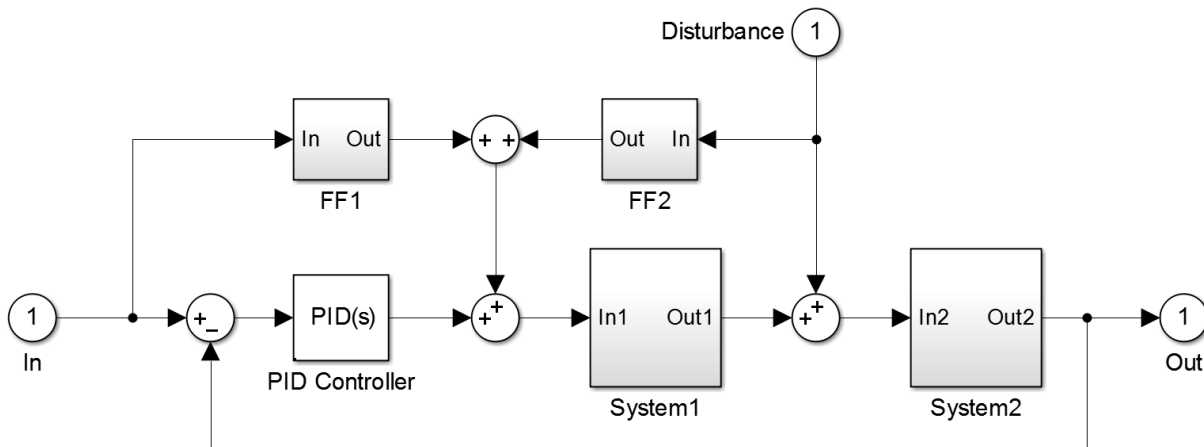 Disturbance 1
In Out + + Out In
FF1 FF2
1 + − PID(s) + + In1 Out1 + + In2 Out2 1
In PID Controller System1 System2 Out